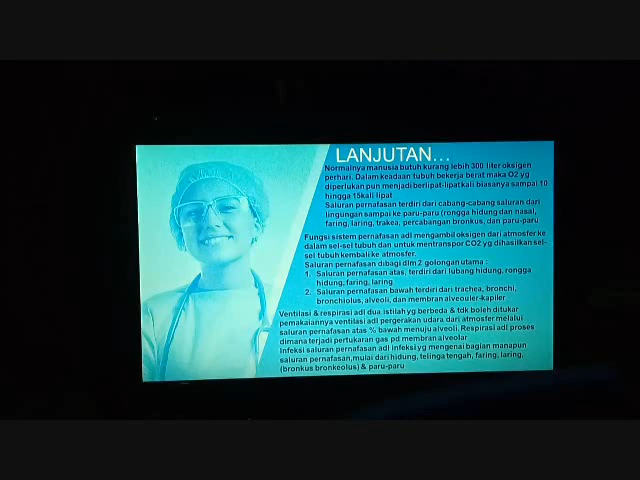 LANJUTAN...
Normalnya manusia butuh kurang lebih 300 liter oksigen
perhari. Dalam keadaan tubuh bekerja berat maka O2 yg
diperlukan pun menjadi berlipat-lipat kali biasanya sampai 10
hingga 15kali lipat
Saluran pernafasan terdiri dari cabang-cabang saluran dari
lingungan sampai ke paru-paru (rongga hidung dan nasal,
faring, laring, trakea, percabangan bronkus, dan paru-paru
Fungsi sistem pernafasan adl mengambil oksigen dari atmosfer ke
dalam sel-sel tubuh dan untuk mentranspor CO2 yg dihasilkan sel-
sel tubuh kembali ke atmosfer.
Saluran pernafasan dibagi dlm 2 golongan utama :
1. Saluran pernafasan atas, terdiri dari lubang hidung, rongga
hidung, faring, laring
2. Saluran pernafasan bawah terdiri dari trachea, bronchi,
bronchiolus, alveoli, dan membran alveouler-kapiler
Ventilasi & respirasi adl dua istilah yg berbeda & tdk boleh ditukar
pemakaiannya ventilasi adl pergerakan udara dari atmosfer melalui
saluran pernafasan atas % bawah menuju alveoli. Respirasi adl proses
dimana terjadi pertukaran gas pd membran alveolar
Infeksi saluran pernafasan adl infeksi yg mengenai bagian manapun
saluran pernafasan,mulai dari hidung, telinga tengah, faring, laring,
(bronkus bronkeolus) & paru-paru